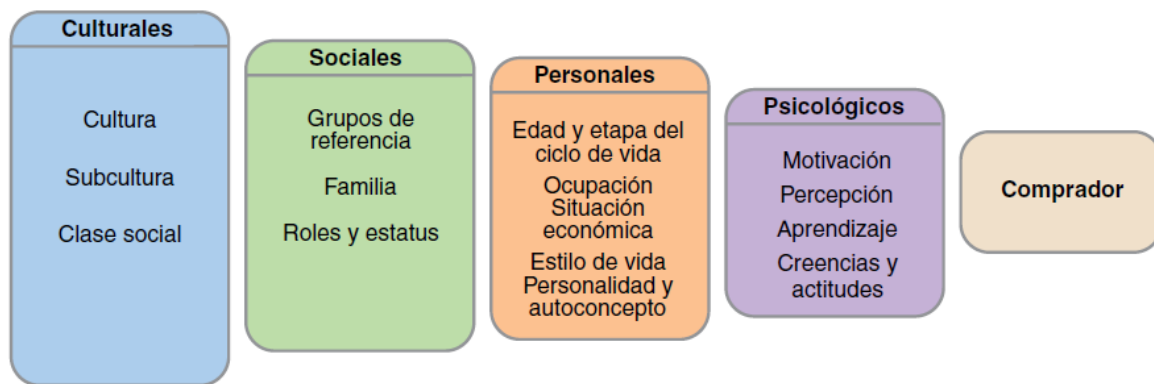 Culturales
Cultura
Subcultura
Clase social
Sociales
Grupos de
referencia
Familia
Roles y estatus
Personales
Edad y etapa del
ciclo de vida
Ocupación
Situación
económica
Estilo de vida
Personalidad y
autoconcepto
Psicológicos
Motivación
Percepción
Aprendizaje
Creencias y
actitudes
Comprador